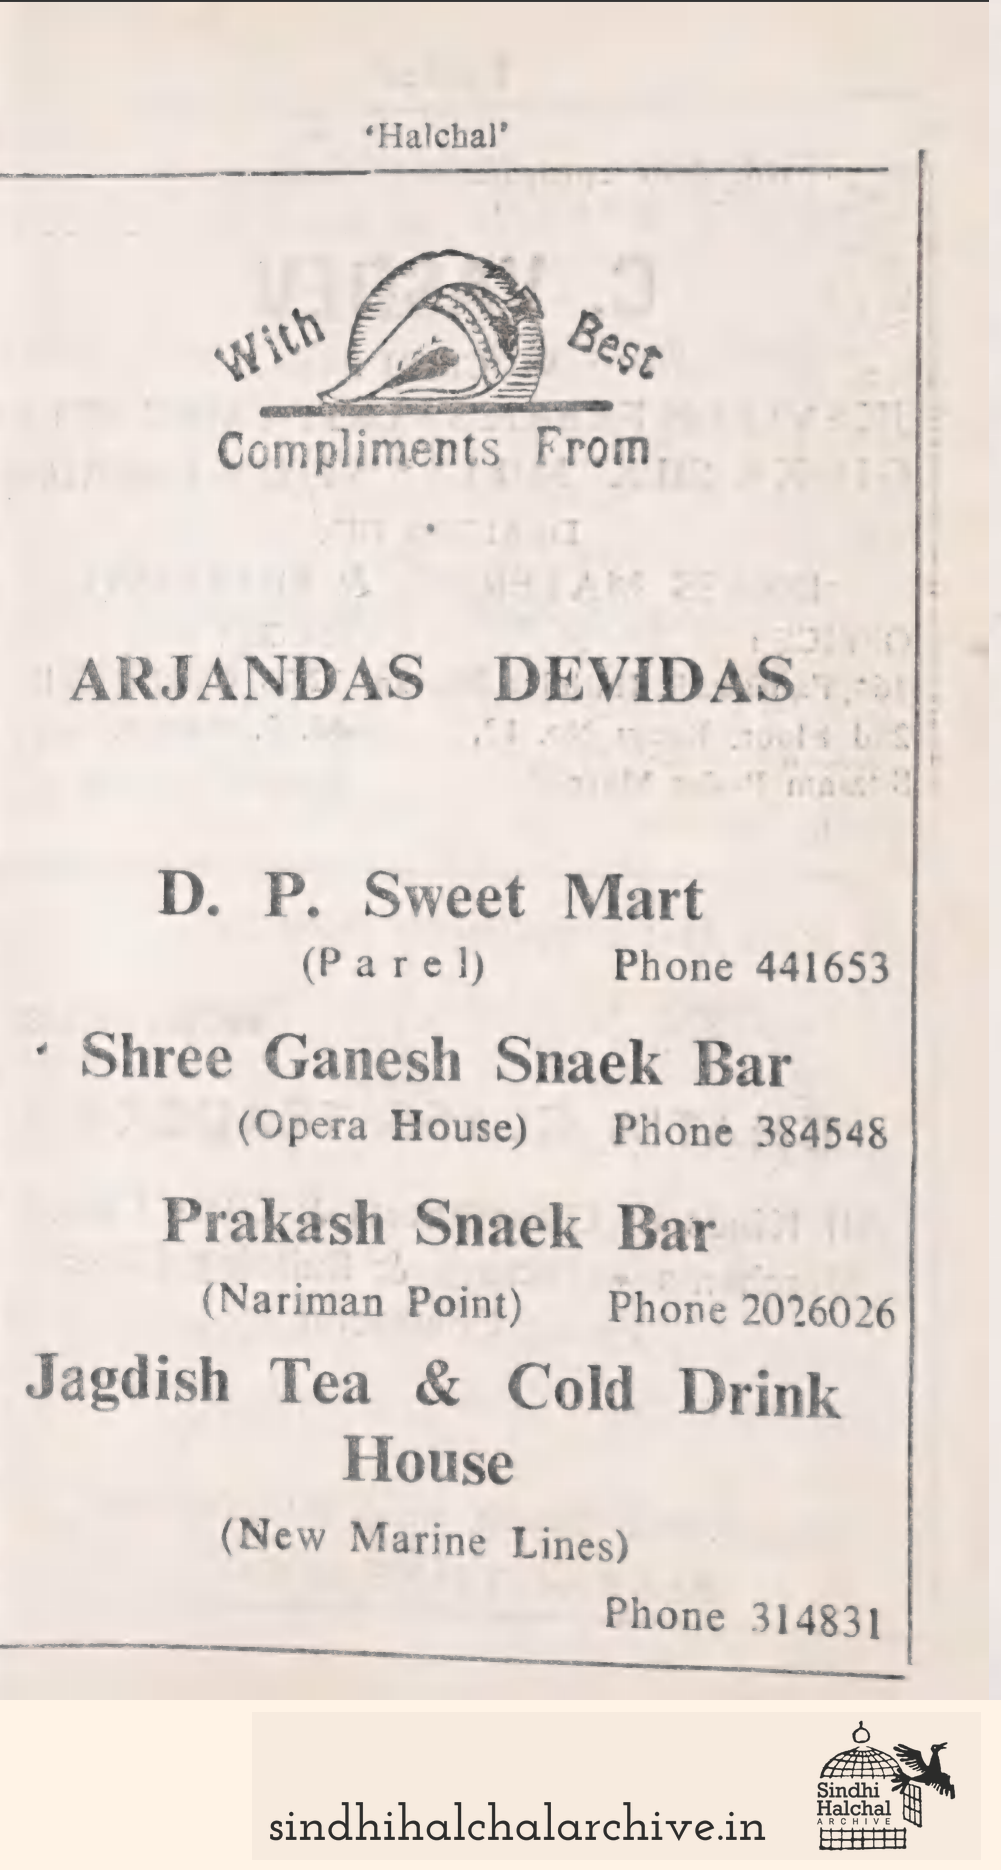 ‘Halchal’
With Best
Compliments From
ARJANDAS DEVIDAS
D. P. Sweet Mart
(Parel) Phone 441653
Shree Ganesh Snaek Bar
(Opera House) Phone 384548
Prakash Snaek Bar
(Nariman Point) Phone 2026026
Jagdish Tea & Cold Drink
House
(New Marine Lines)
Phone 314831
sindhihalchalarchive.in
Sindhi
Halchal
ARCHIVE